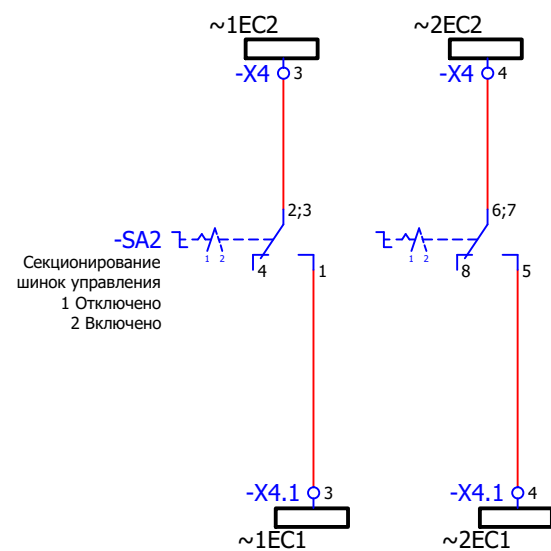 ~1EC2 ~2EC2
-X4 3 -X4 4
2;3 6;7
-SA2
1 2 1 2
Секционирование
4 1 8 5
шинок управления
1 Отключено
2 Включено
-X4.1 3 -X4.1 4
~1EC1 ~2EC1